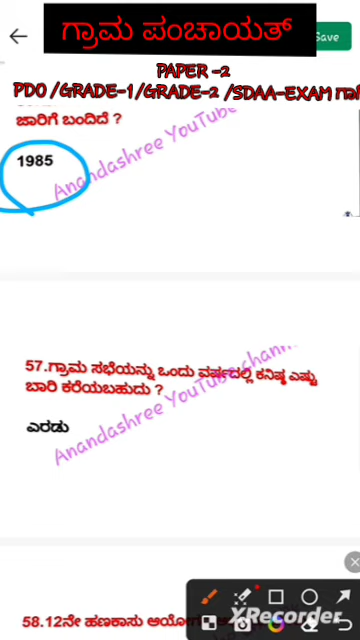 ಗ್ರಾಮ ಪಂಚಾಯತ್
Save
PAPER -2
PDO /GRADE-1/GRADE-2 /SDAA-EXAM
ಜಾರಿಗೆ ಬಂದಿದೆ ?
1985
Anandashree YouTube
57.ಗ್ರಾಮ ಸಭೆಯನ್ನು ಒಂದು ವರ್ಷದಲ್ಲಿ ಕನಿಷ್ಠ ಎಷ್ಟು
ಬಾರಿ ಕರೆಯಬಹುದು ?
ಎರಡು
Anandashree YouTube chann
58.12ನೇ ಹಣಕಾಸು
XRecorder